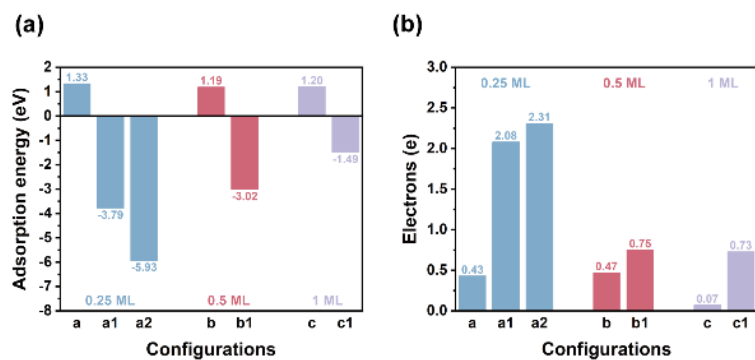 (a)
Adsorption energy (eV)
2
1
0
-1
-2
-3
-4
-5
-6
-7
-8
1.33
-3.79
-5.93
1.19
-3.02
1.20
-1.49
0.25 ML
0.5 ML
1 ML
a a1 a2 b b1 c c1
Configurations
(b)
Electrons (e)
3.0
2.5
2.0
1.5
1.0
0.5
0.0
0.25 ML
0.5 ML
1 ML
0.43
2.08
2.31
0.47
0.75
0.07
0.73
a a1 a2 b b1 c c1
Configurations